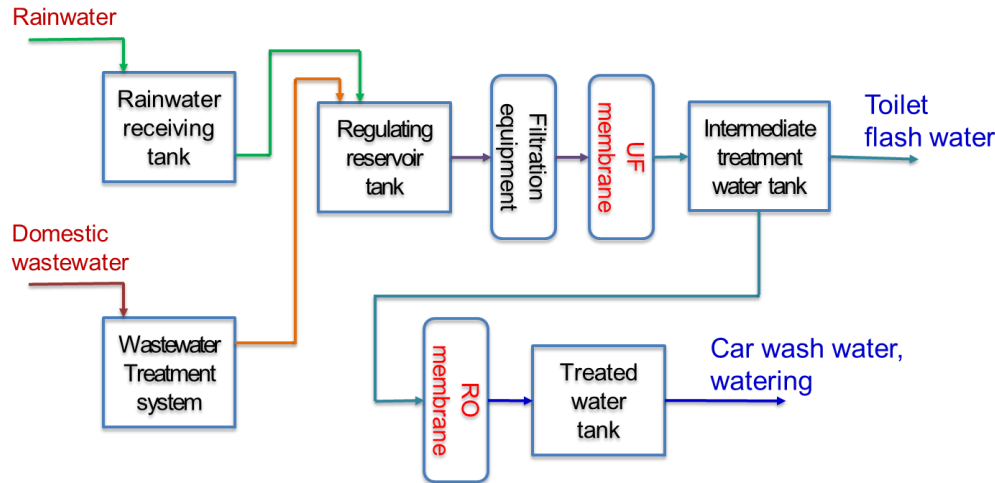 Rainwater
Rainwater
receiving
tank
Regulating
reservoir
tank
Filtration
equipment
UF
membrane
Intermediate
treatment
water tank
Toilet
flash water
Domestic
wastewater
Wastewater
Treatment
system
RO
membrane
Treated
water
tank
Car wash water,
watering